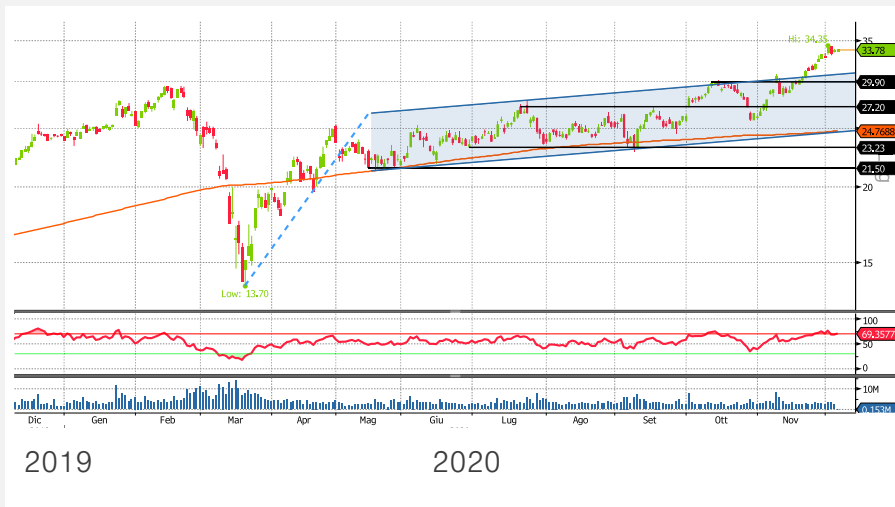 Hi: 34.35
35
33.78
29.90
27.20
24.7688
23.23
21.50
20
15
Low: 13.70
100
69.3577
50
0
10M
0.153M
Dic Gen Feb Mar Apr Mag Giu Lug Ago Set Ott Nov
2019 2020